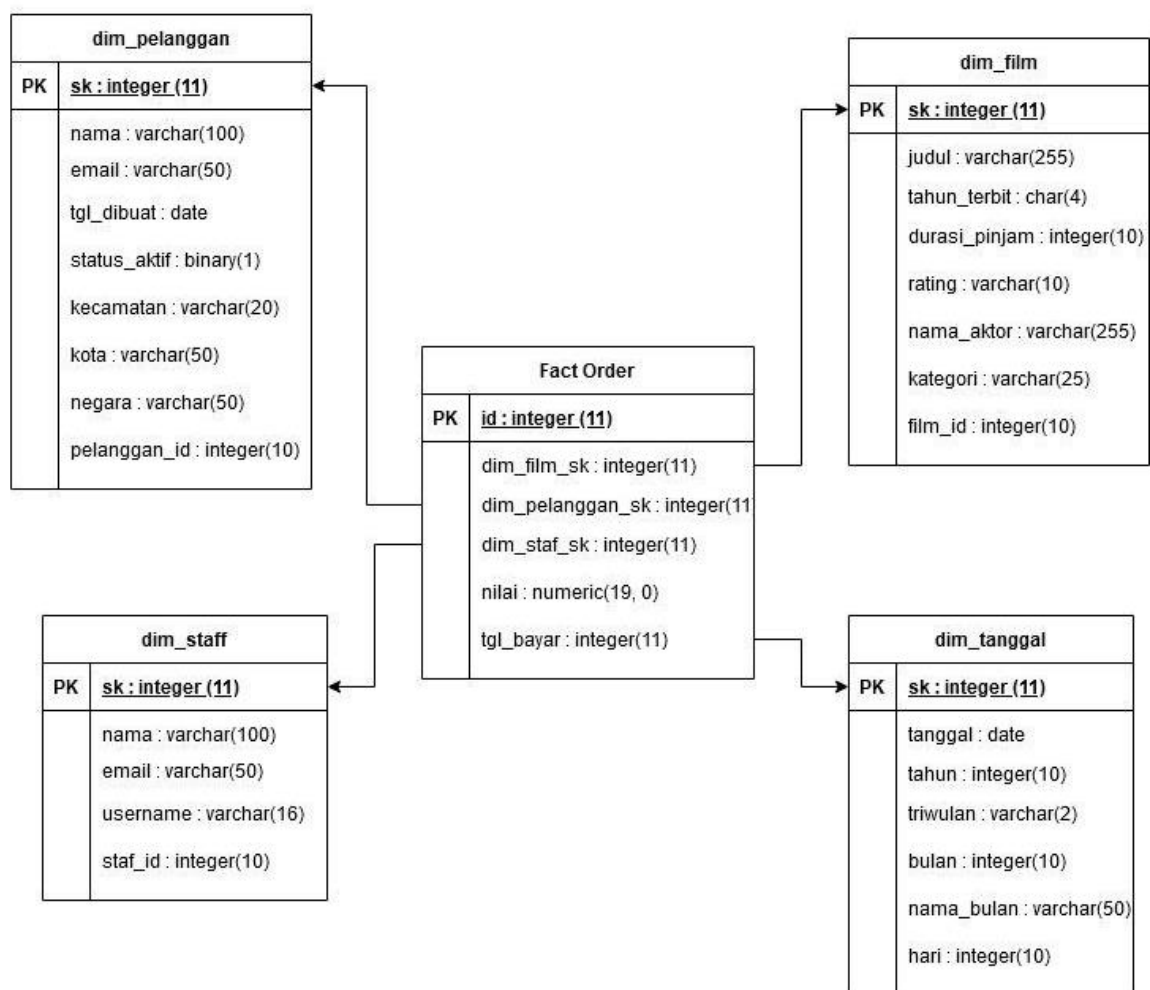 dim_pelanggan
PK sk : integer (11)
nama : varchar(100)
email : varchar(50)
tgl_dibuat : date
status_aktif : binary(1)
kecamatan : varchar(20)
kota : varchar(50)
negara : varchar(50)
pelanggan_id : integer(10)
dim_film
PK sk : integer (11)
judul : varchar(255)
tahun_terbit : char(4)
durasi_pinjam : integer(10)
rating : varchar(10)
nama_aktor : varchar(255)
kategori : varchar(25)
film_id : integer(10)
Fact Order
PK id : integer (11)
dim_film_sk : integer(11)
dim_pelanggan_sk : integer(11)
dim_staf_sk : integer(11)
nilai : numeric(19, 0)
tgl_bayar : integer(11)
dim_staff
PK sk : integer (11)
nama : varchar(100)
email : varchar(50)
username : varchar(16)
staf_id : integer(10)
dim_tanggal
PK sk : integer (11)
tanggal : date
tahun : integer(10)
triwulan : varchar(2)
bulan : integer(10)
nama_bulan : varchar(50)
hari : integer(10)